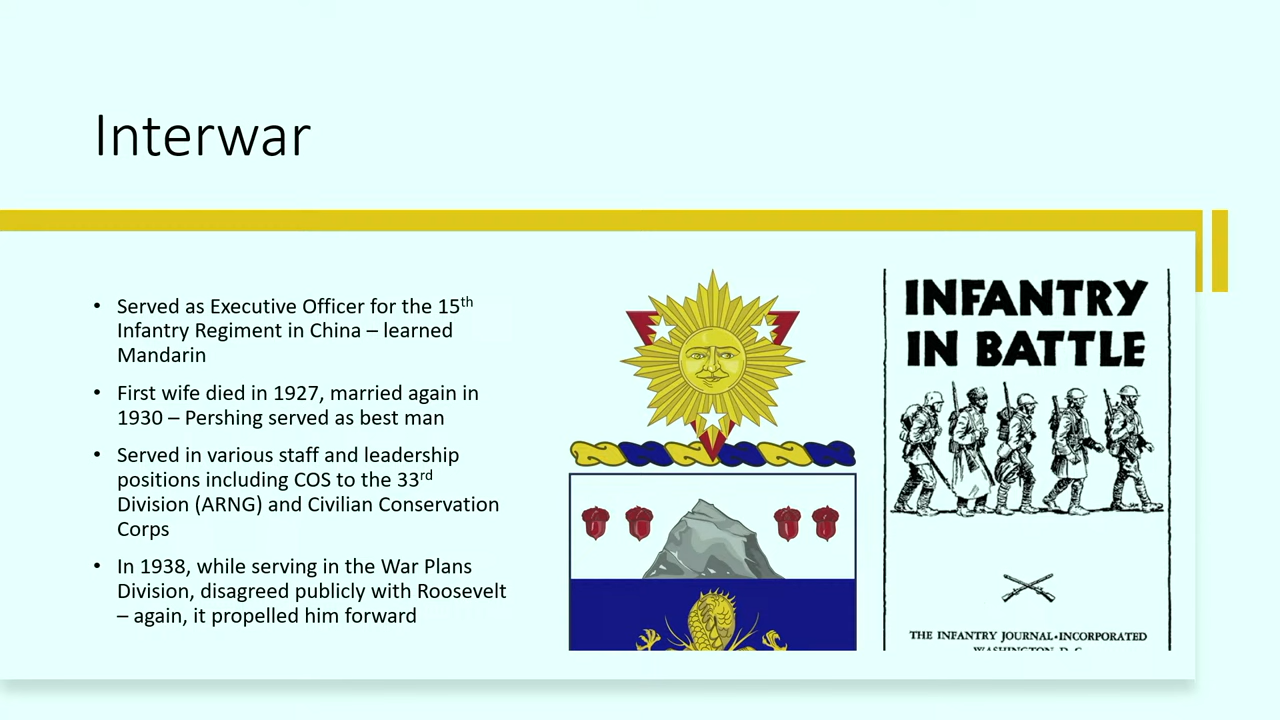 Interwar
• Served as Executive Officer for the 15th
Infantry Regiment in China – learned
Mandarin
• First wife died in 1927, married again in
1930 – Pershing served as best man
• Served in various staff and leadership
positions including COS to the 33rd
Division (ARNG) and Civilian Conservation
Corps
• In 1938, while serving in the War Plans
Division, disagreed publicly with Roosevelt
– again, it propelled him forward
INFANTRY
IN BATTLE
THE INFANTRY JOURNAL•INCORPORATED
WASHINGTON D C